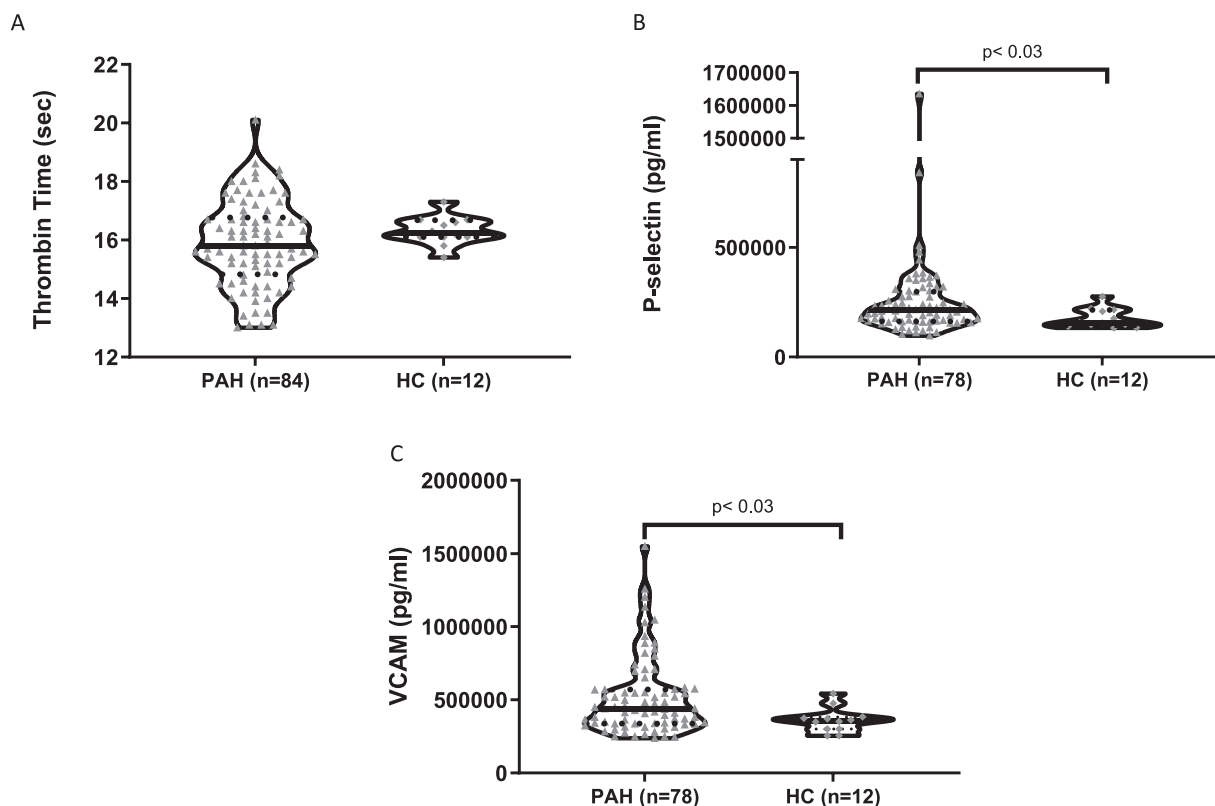 A
Thrombin Time (sec)
22
20
18
16
14
12
PAH (n=84)
HC (n=12)
B
p< 0.03
P-selectin (pg/ml)
1700000
1600000
1500000
500000
0
PAH (n=78)
HC (n=12)
C
p< 0.03
VCAM (pg/ml)
2000000
1500000
1000000
500000
0
PAH (n=78)
HC (n=12)